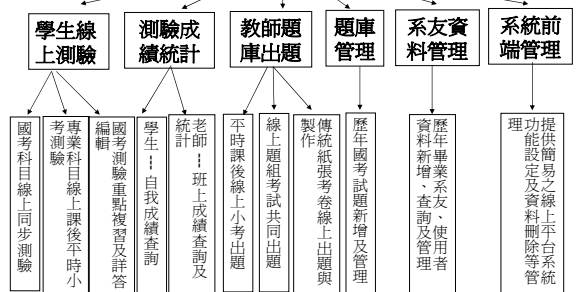 學生線
上測驗
測驗成
績統計
教師題
庫出題
題庫
管理
系友資
料管理
系統前
端管理
國考科目線上同步測驗
專業科目線上課後平時小
考測驗
國考測驗重點複習及詳答
編輯
學生--自我成績查詢
老師--班上成績查詢及
統計
平時課後線上小考出題
線上題組考試共同出題
傳統紙張考卷線上出題與
製作
歷年國考試題新增及管理
歷年畢業系友、使用者
資料新增、查詢及管理
提供簡易之線上平台系統
功能設定及資料刪除等管
理